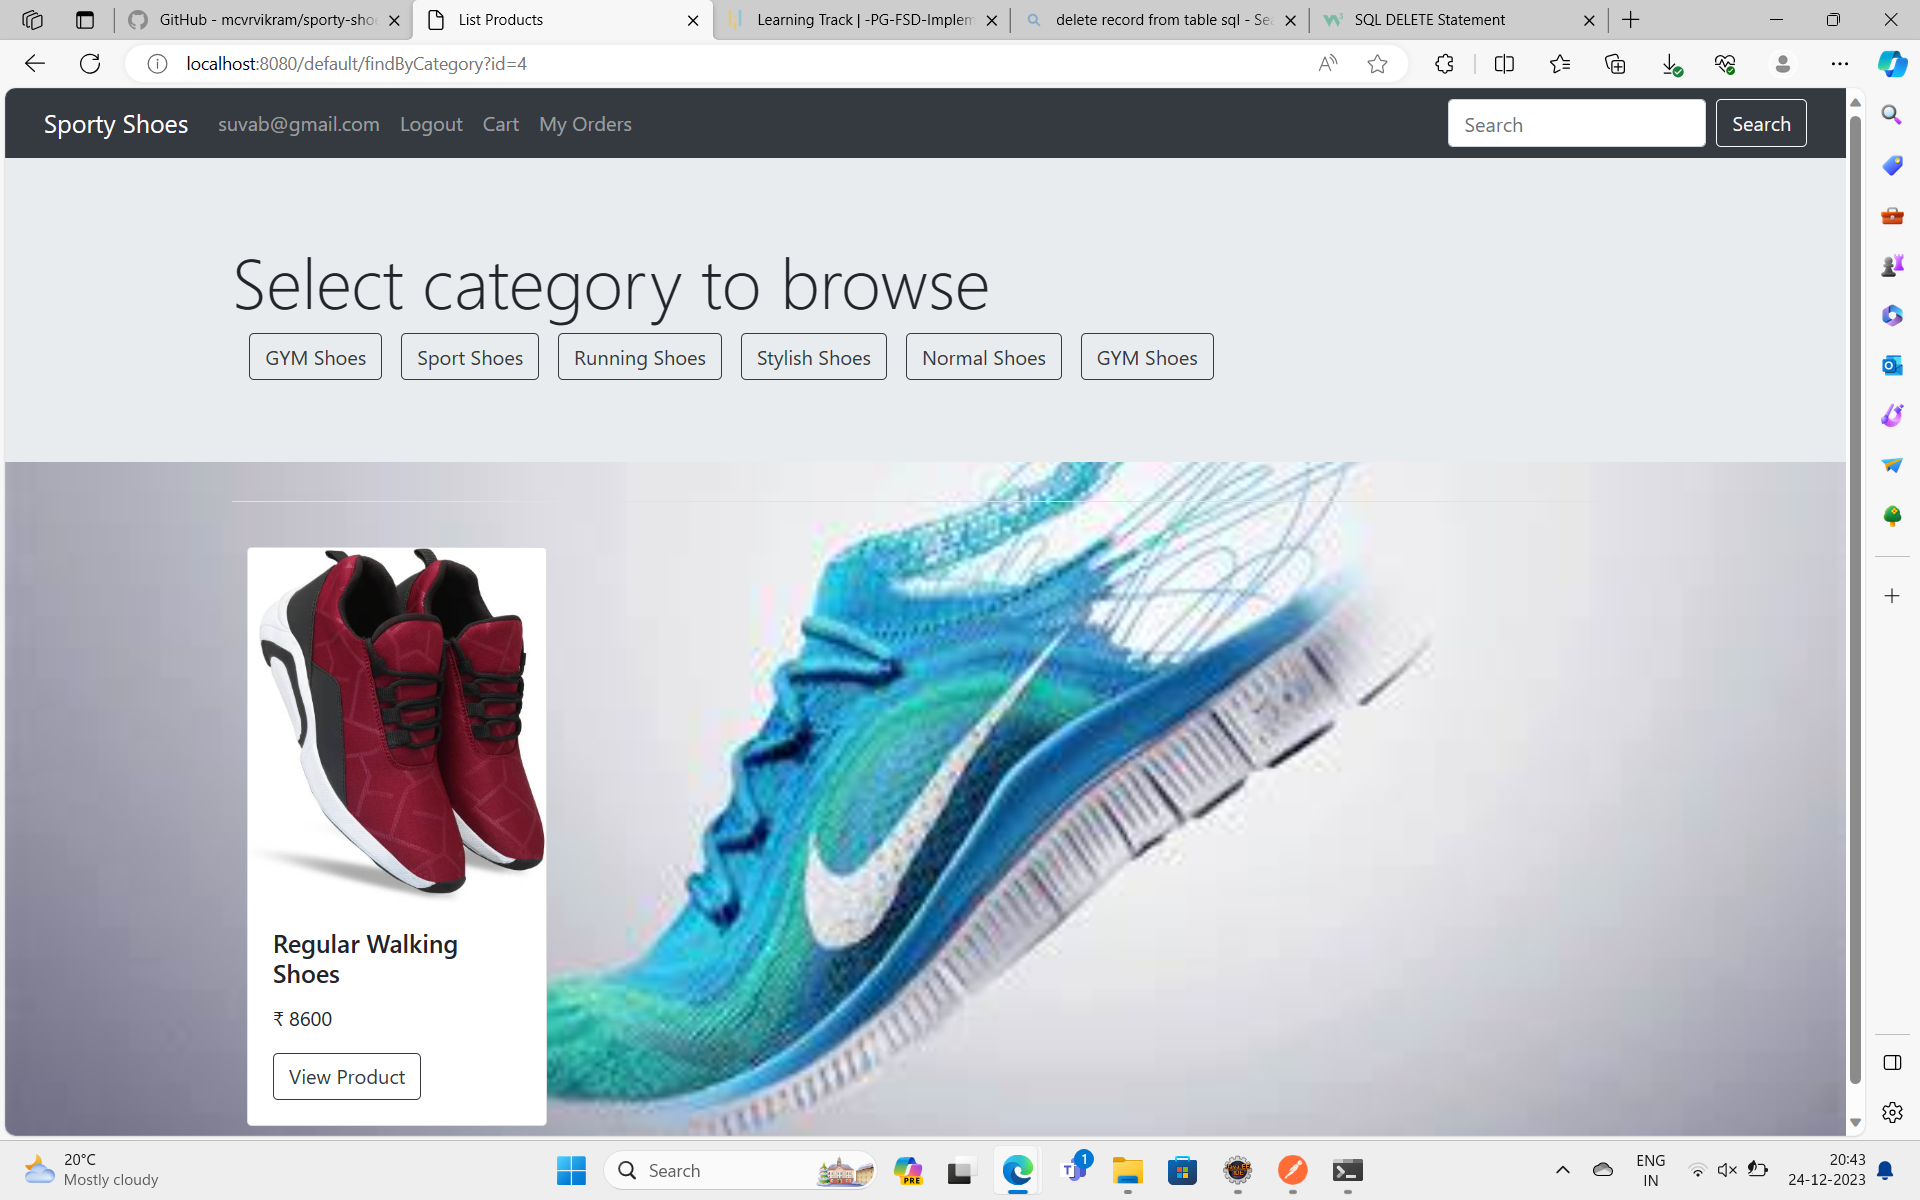 GitHub - mcvrvikram/sporty-sho
List Products
Learning Track | -PG-FSD-Implem
delete record from table sql - Sea
SQL DELETE Statement
localhost:8080/default/findByCategory?id=4
Sporty Shoes
suvab@gmail.com
Logout
Cart
My Orders
Search
Search
Select category to browse
GYM Shoes
Sport Shoes
Running Shoes
Stylish Shoes
Normal Shoes
GYM Shoes
Regular Walking
Shoes
₹ 8600
View Product
20°C
Mostly cloudy
Search
PRE
1
ENG
IN
20:43
24-12-2023